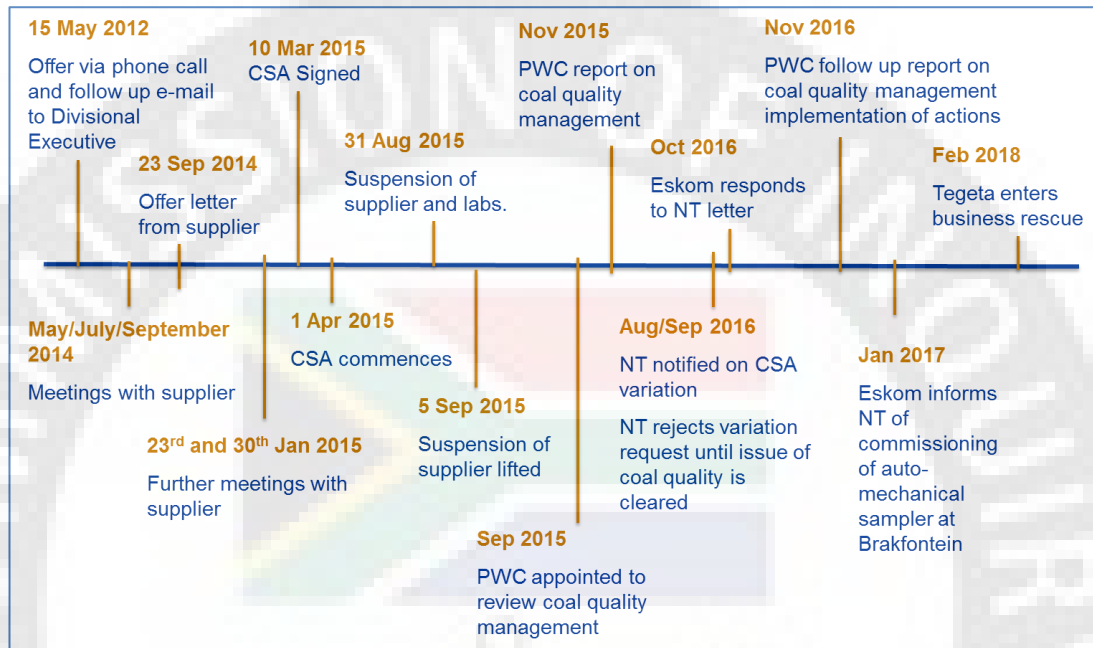 15 May 2012
Offer via phone call
and follow up e-mail
to Divisional
Executive
23 Sep 2014
Offer letter
from supplier
10 Mar 2015
CSA Signed
31 Aug 2015
Suspension of
supplier and labs.
Nov 2015
PWC report on
coal quality
management
Oct 2016
Eskom responds
to NT letter
Nov 2016
PWC follow up report on
coal quality management
implementation of actions
Feb 2018
Tegeta enters
business rescue
May/July/September
2014
Meetings with supplier
23rd and 30th Jan 2015
Further meetings with
supplier
1 Apr 2015
CSA commences
5 Sep 2015
Suspension of
supplier lifted
Sep 2015
PWC appointed to
review coal quality
management
Aug/Sep 2016
NT notified on CSA
variation
NT rejects variation
request until issue of
coal quality is
cleared
Jan 2017
Eskom informs
NT of
commissioning
of auto-
mechanical
sampler at
Brakfontein